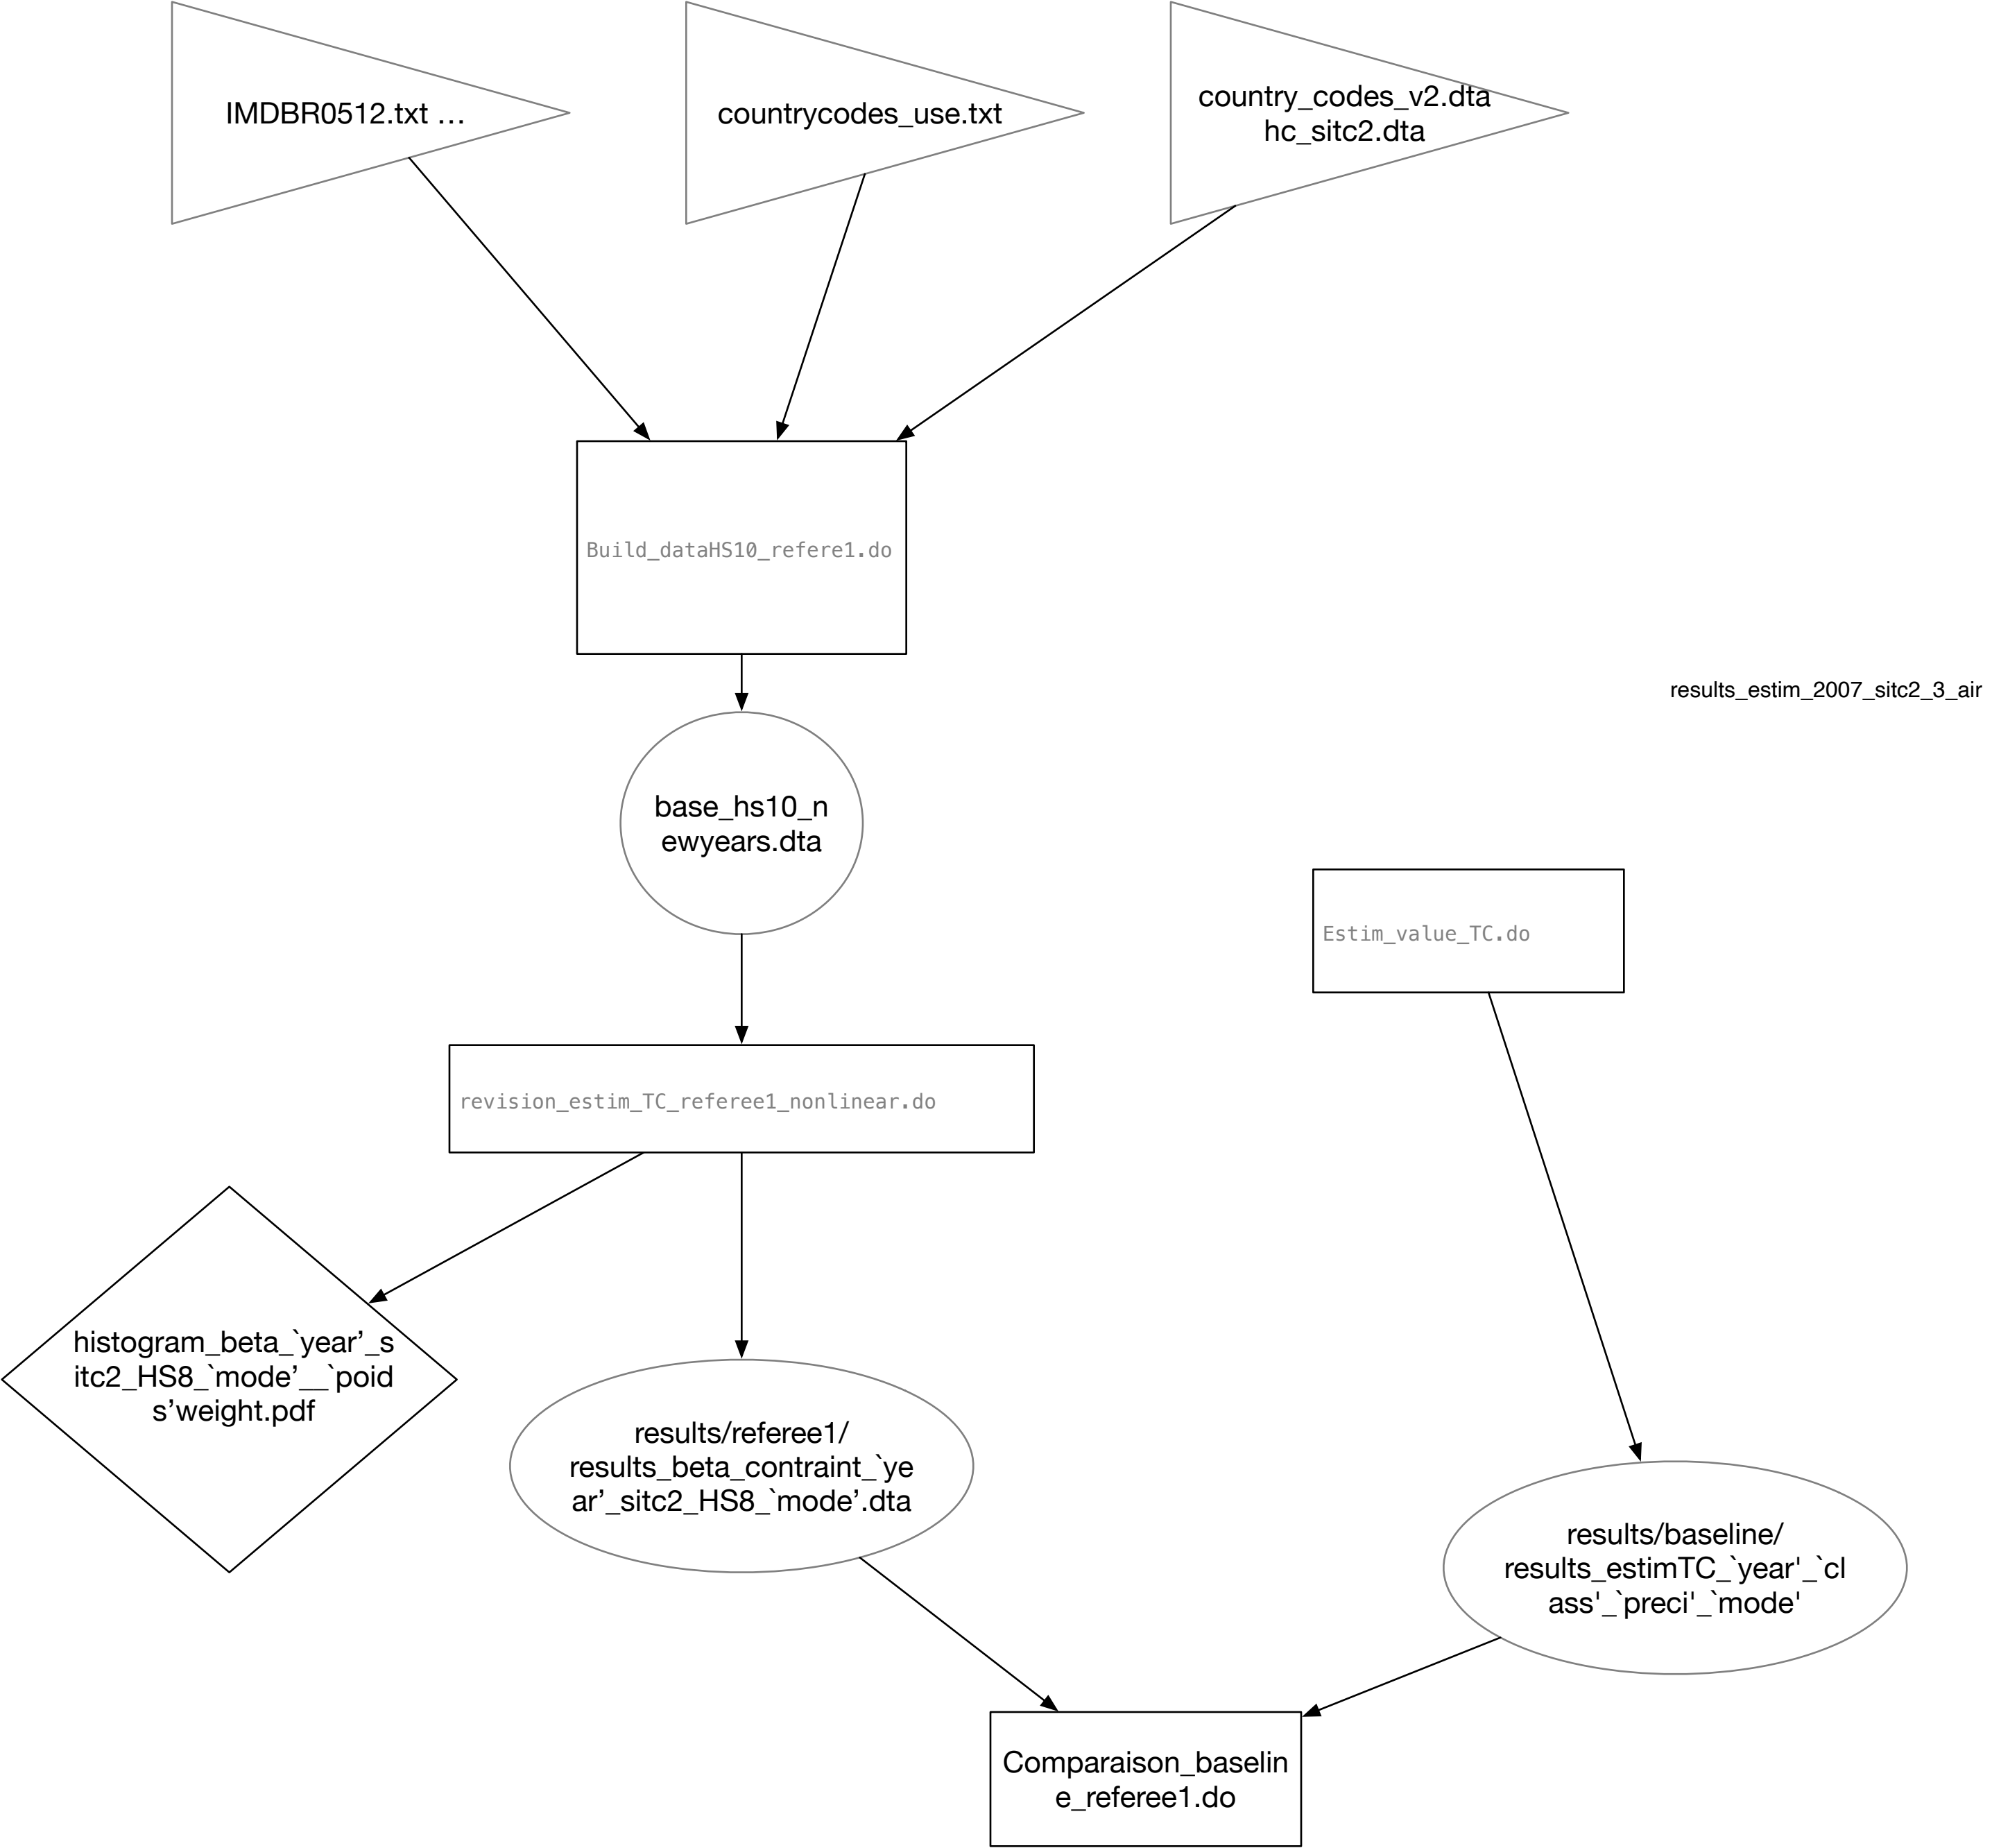 IMDBR0512.txt …
countrycodes_use.txt
country_codes_v2.dta
hc_sitc2.dta
Build_dataHS10_refere1.do
results_estim_2007_sitc2_3_air
base_hs10_n
ewyears.dta
Estim_value_TC.do
revision_estim_TC_referee1_nonlinear.do
histogram_beta_`year’_s
itc2_HS8_`mode’__`poid
s’weight.pdf
results/referee1/
results_beta_contraint_`ye
ar’_sitc2_HS8_`mode’.dta
results/baseline/
results_estimTC_`year'_`cl
ass'_`preci'_`mode'
Comparaison_baselin
e_referee1.do